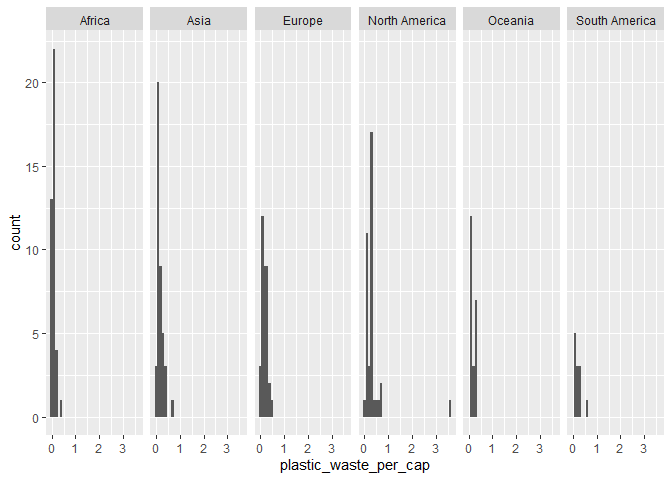 Africa Asia Europe North America Oceania South America
20
15
10
5
0
count
0 1 2 3 0 1 2 3 0 1 2 3 0 1 2 3 0 1 2 3 0 1 2 3
plastic_waste_per_cap